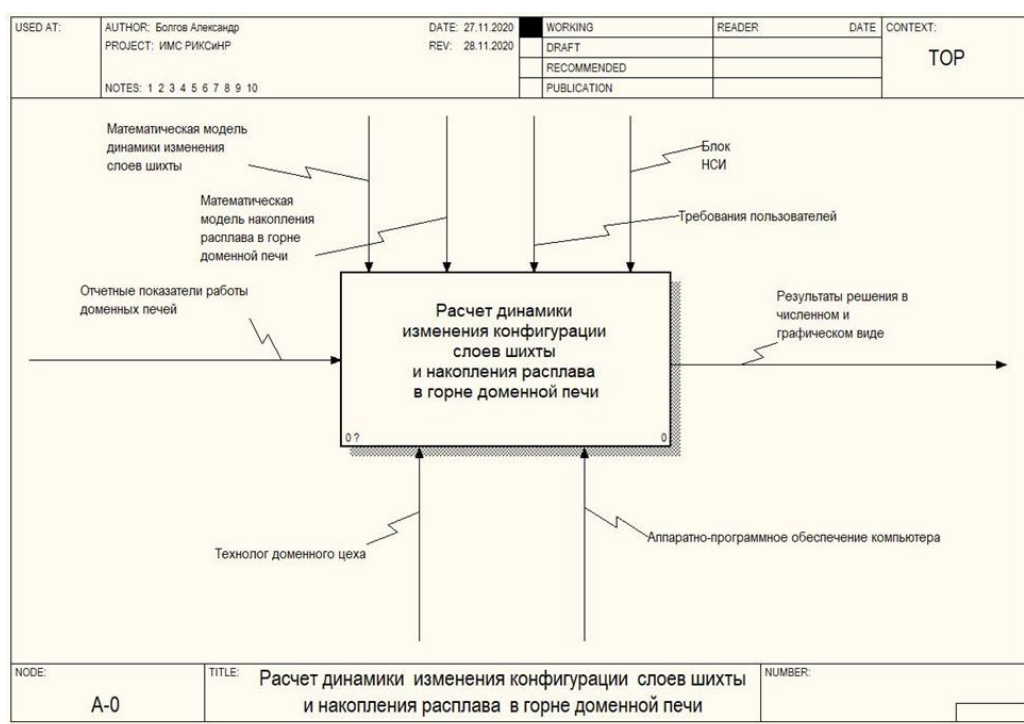 USED AT:
AUTHOR: Болгов Александр
DATE: 27.11.2020
WORKING
READER
DATE
CONTEXT:
PROJECT: ИМС РИКСиНР
REV: 28.11.2020
DRAFT
TOP
RECOMMENDED
NOTES: 1 2 3 4 5 6 7 8 9 10
PUBLICATION
Математическая модель
динамики изменения
слоев шихты
Блок
НСИ
Математическая
модель накопления
расплава в горне
доменной печи
Требования пользователей
Отчетные показатели работы
доменных печей
Расчет динамики
изменения конфигурации
слоев шихты
и накопления расплава
в горне доменной печи
0 ?
0
Результаты решения в
численном и
графическом виде
Технолог доменного цеха
Аппаратно-программное обеспечение компьютера
NODE:
A-0
TITLE:
Расчет динамики изменения конфигурации слоев шихты
и накопления расплава в горне доменной печи
NUMBER: